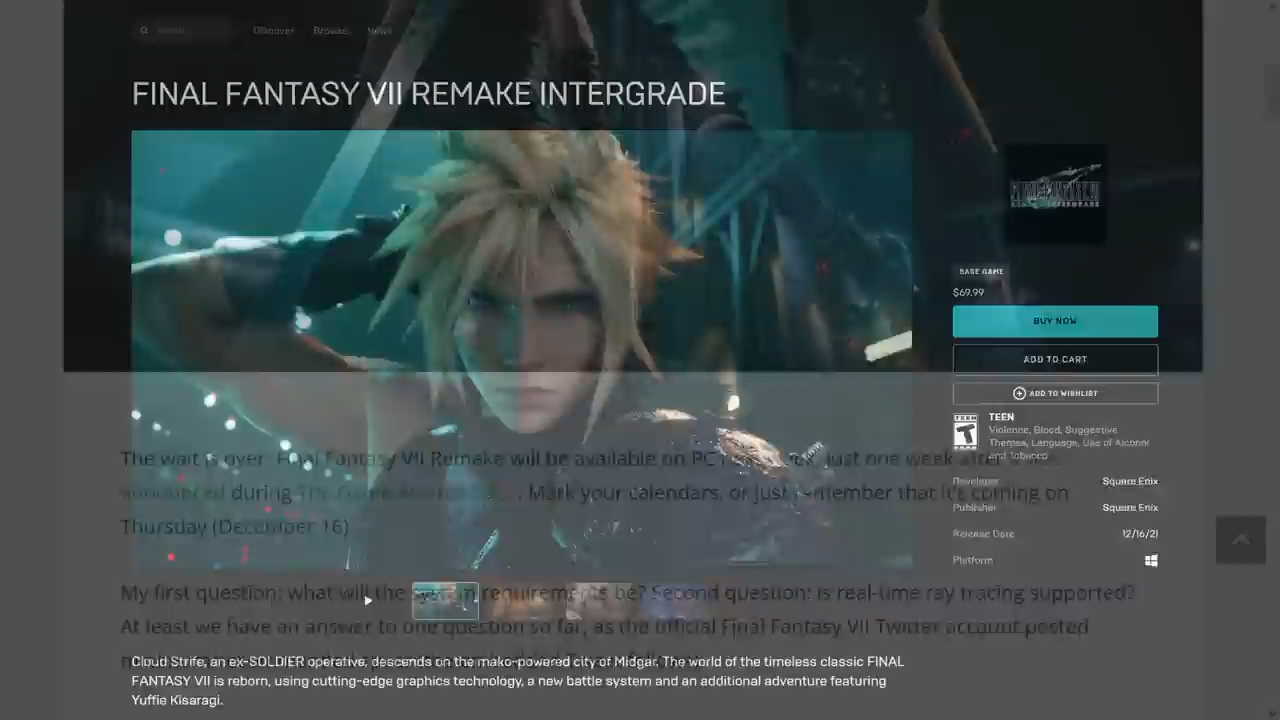 Discover Browse News
FINAL FANTASY VII REMAKE INTERGRADE
BASE GAME
$69.99
BUY NOW
ADD TO CART
ADD TO WISHLIST
TEEN
TEEN
Violence, Blood, Suggestive
Themes, Language, Use of Alcohol
and Tobacco
Developer Square Enix
Publisher Square Enix
Release Date 12/16/21
Platform
The wait is over. Final Fantasy VII Remake will be available on PC just one week after
announced during Mark your calendars, or just remember that it's coming on
Thursday (December 16)
My first question: what will the system requirements be? Second question: is real-time ray tracing supported?
At least we have an answer to one question so far, as the official Final Fantasy VII Twitter account posted
Cloud Strife, an ex-SOLDIER operative, descends on the mako-powered city of Midgar. The world of the timeless classic FINAL
FANTASY VII is reborn, using cutting-edge graphics technology, a new battle system and an additional adventure featuring
Yuffie Kisaragi.